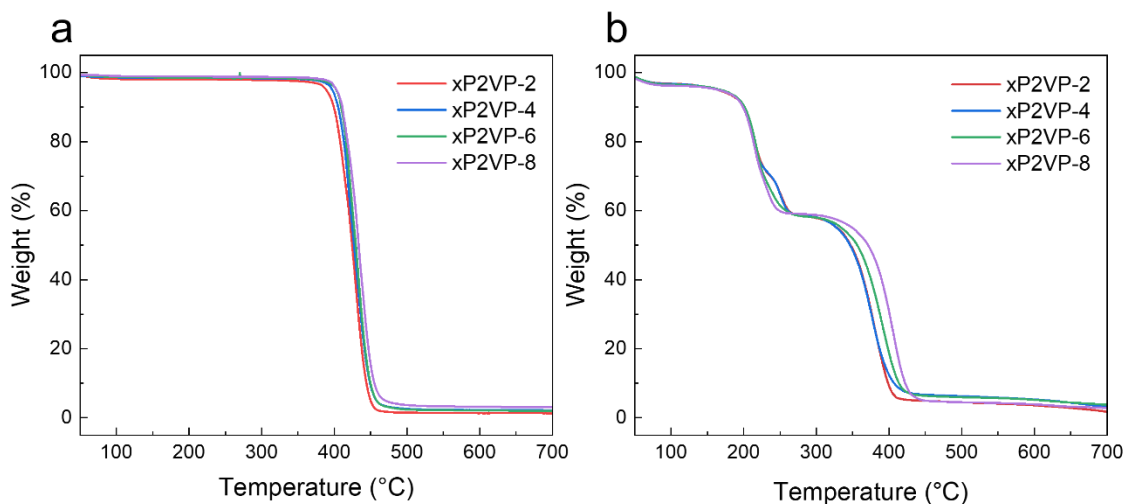 a
b
100
80
60
40
20
0
Weight (%)
xP2VP-2
xP2VP-4
xP2VP-6
xP2VP-8
100 200 300 400 500 600 700
Temperature (°C)
100
80
60
40
20
0
Weight (%)
xP2VP-2
xP2VP-4
xP2VP-6
xP2VP-8
100 200 300 400 500 600 700
Temperature (°C)